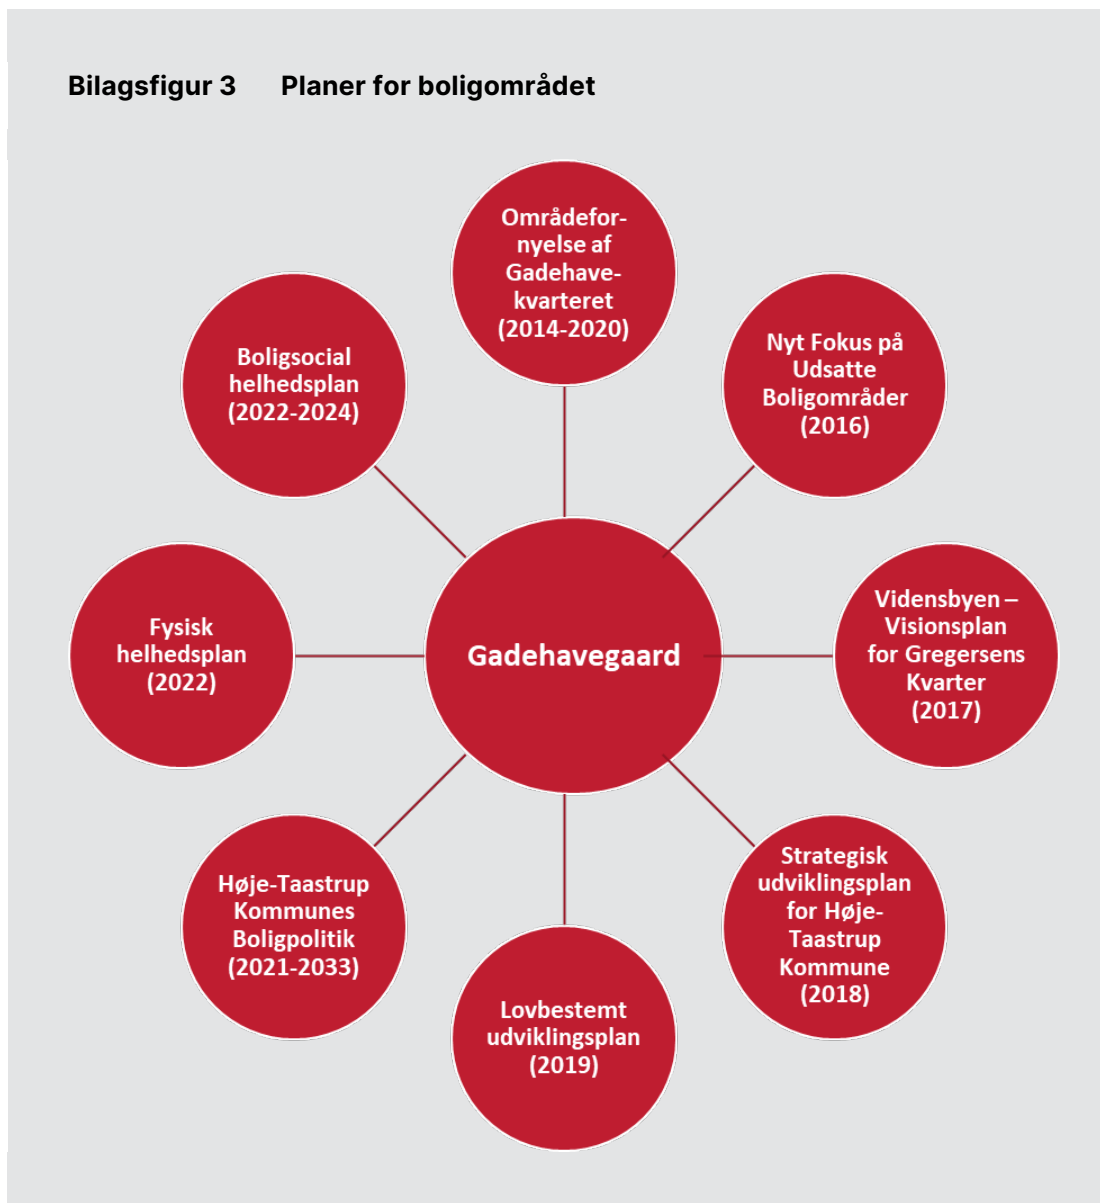 Bilagsfigur 3 Planer for boligområdet
Områdefor-
nyelse af
Gadehave-
kvarteret
(2014-2020)
Nyt Fokus på
Udsatte
Boligområder
(2016)
Vidensbyen –
Visionsplan
for Gregersens
Kvarter
(2017)
Strategisk
udviklingsplan
for Høje-
Taastrup
Kommune
(2018)
Lovbestemt
udviklingsplan
(2019)
Høje-Taastrup
Kommunes
Boligpolitik
(2021-2033)
Fysisk
helhedsplan
(2022)
Boligsocial
helhedsplan
(2022-2024)
Gadehavegaard